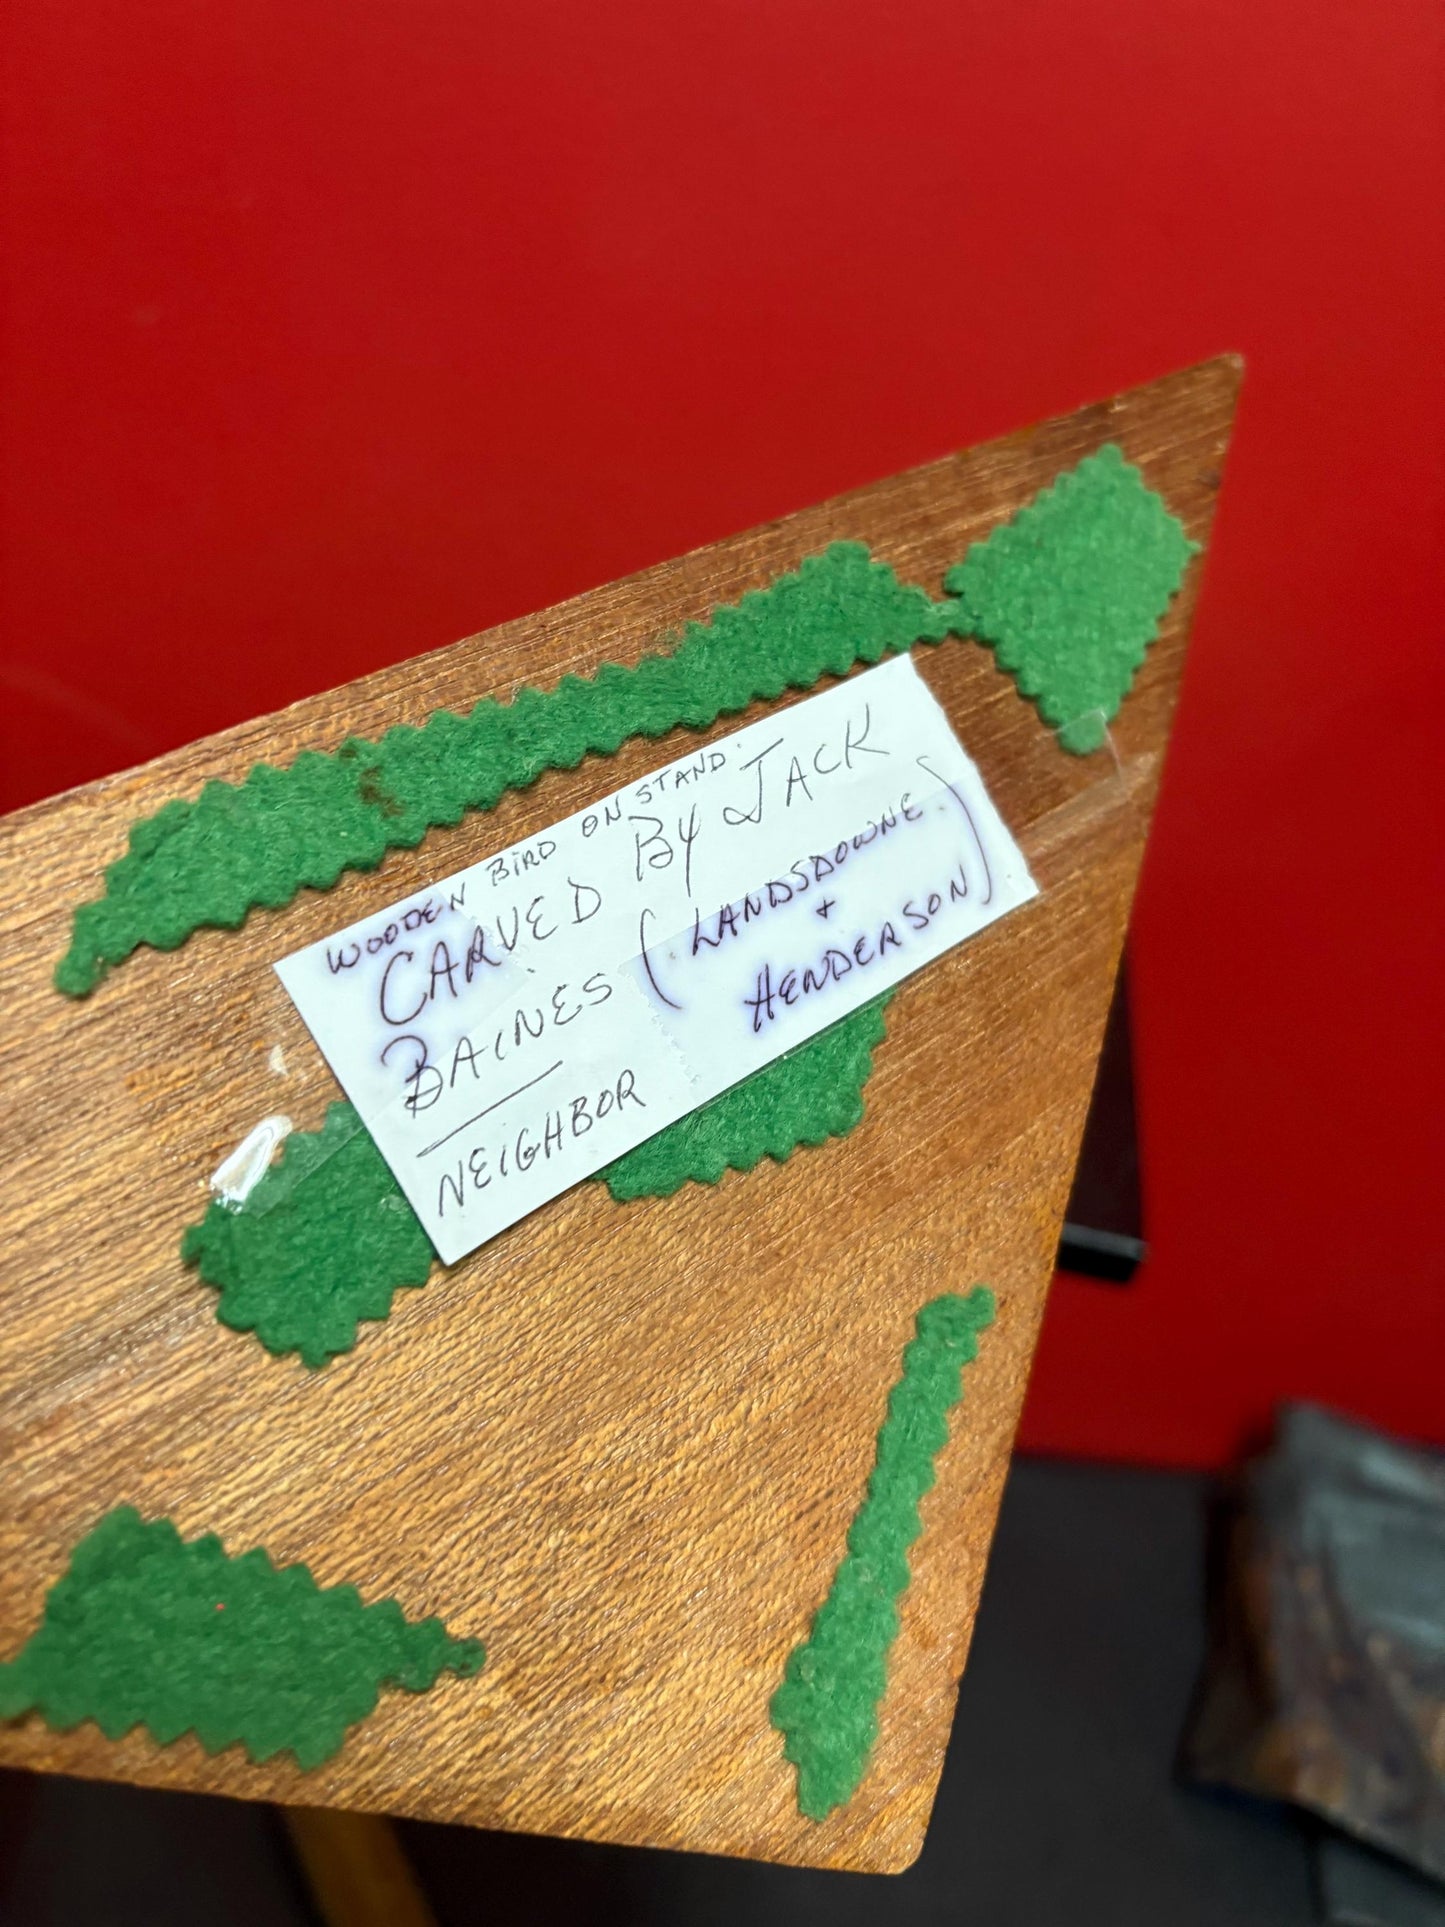 WOODEN BIRD ON STAND.
CARVED BY JACK
BAINES (LANDSDOWNE
+
HENDERSON)
NEIGHBOR